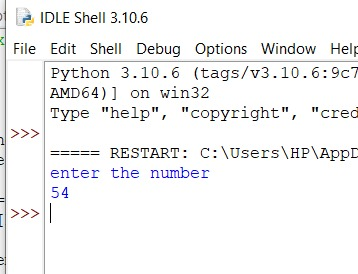 IDLE Shell 3.10.6
File Edit Shell Debug Options Window Help
Python 3.10.6 (tags/v3.10.6:9c7
AMD64)] on win32
Type "help", "copyright", "cred
>>>
===== RESTART: C:\Users\HP\AppD
enter the number
54
>>>